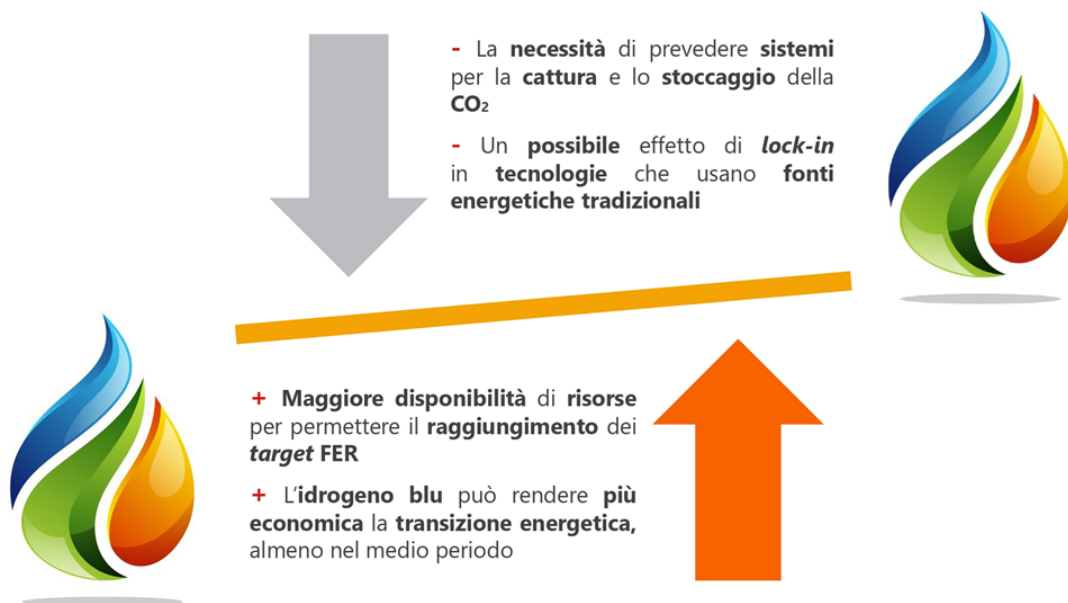 - La necessità di prevedere sistemi
per la cattura e lo stoccaggio della
CO₂
- Un possibile effetto di lock-in
in tecnologie che usano fonti
energetiche tradizionali
+ Maggiore disponibilità di risorse
per permettere il raggiungimento dei
target FER
+ L'idrogeno blu può rendere più
economica la transizione energetica,
almeno nel medio periodo